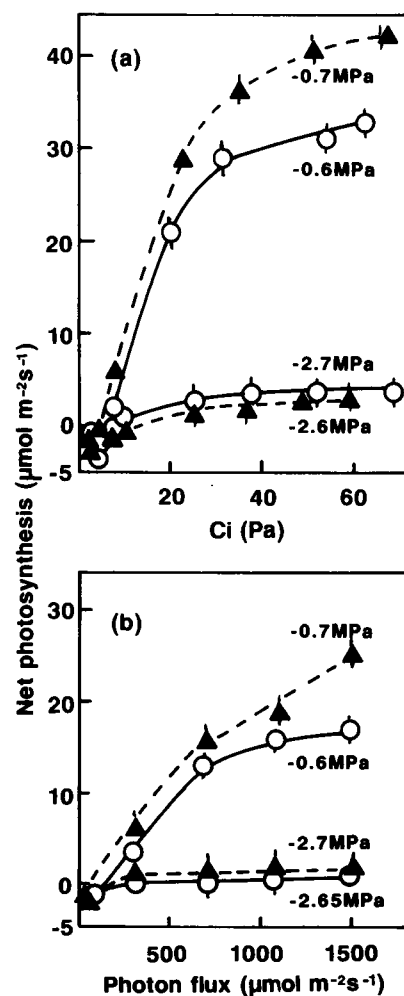 40
(a)
-0.7MPa
30
-0.6MPa
20
10
-2.7MPa
0
-2.6MPa
-5
20
40
60
Ci (Pa)
Net photosynthesis (μmol m⁻²s⁻¹)
30
(b)
-0.7MPa
20
-0.6MPa
10
-2.7MPa
0
-2.65MPa
-5
500
1000
1500
Photon flux (μmol m⁻²s⁻¹)